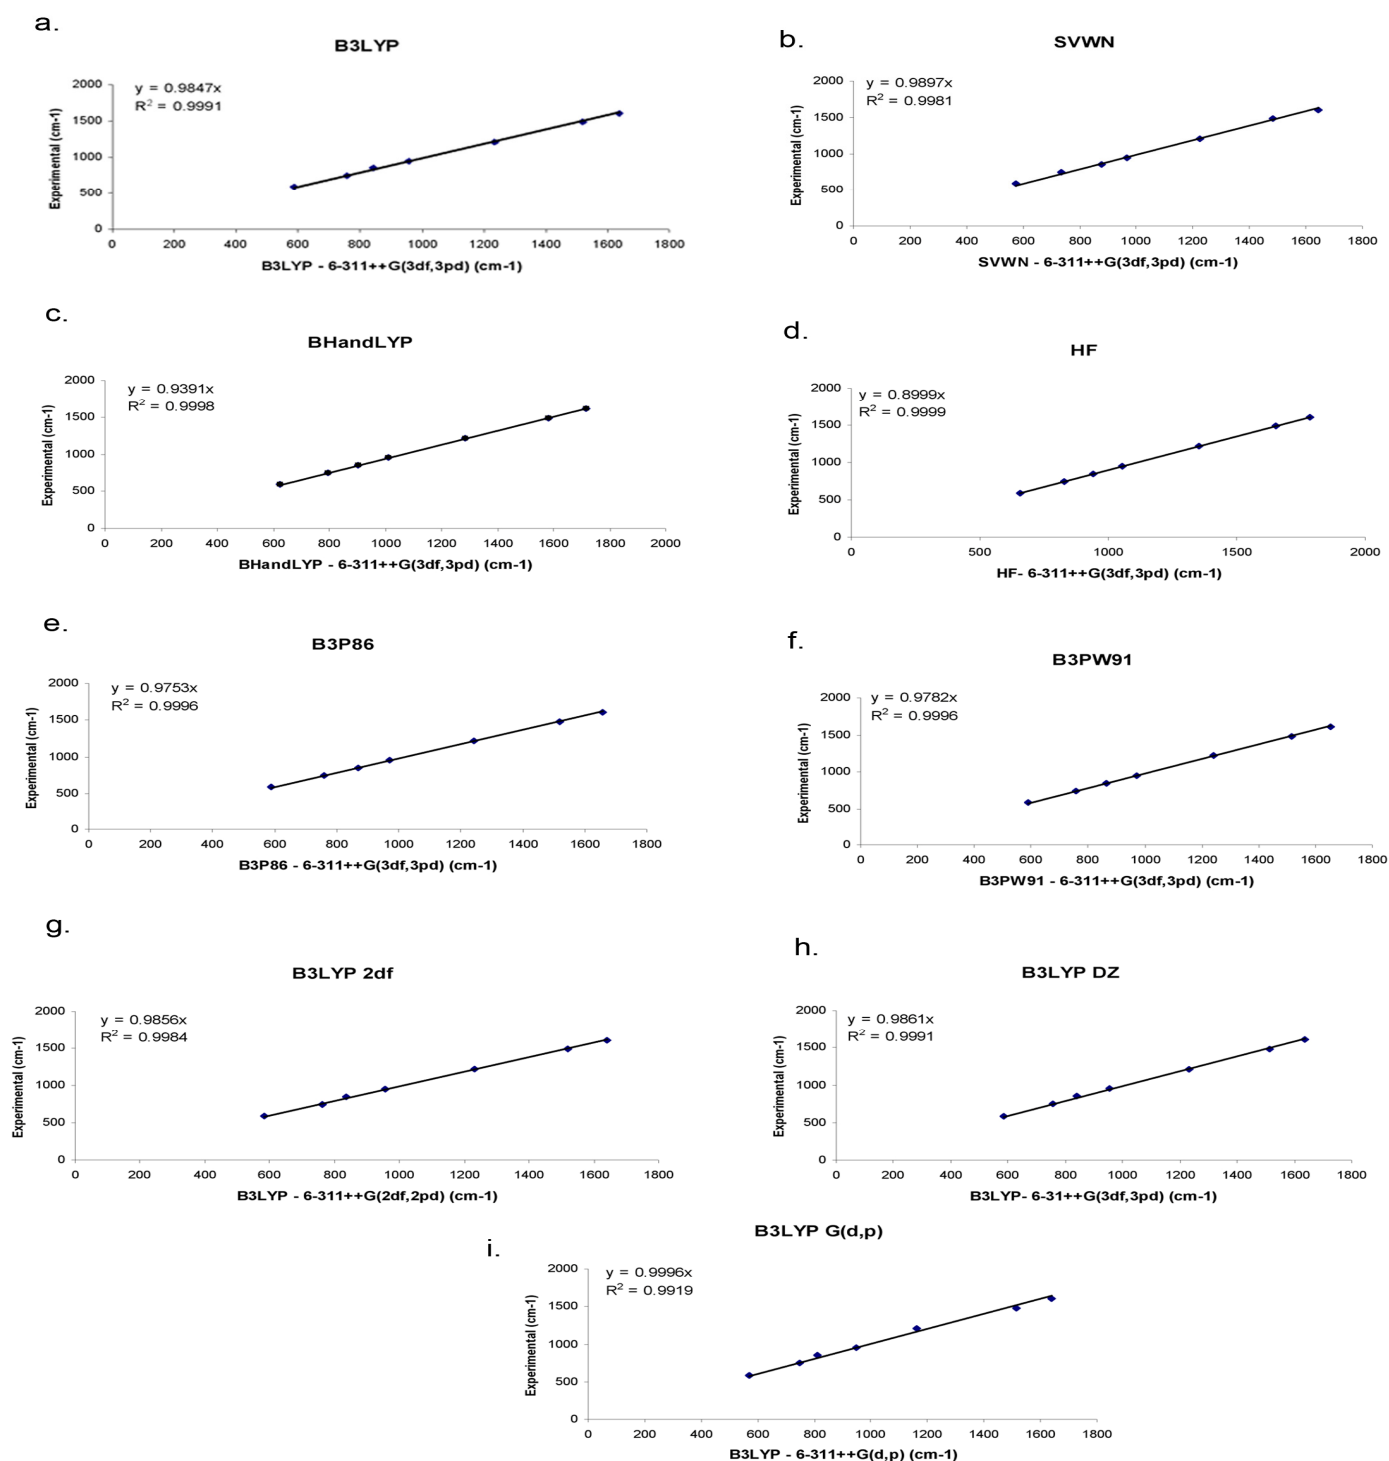 a.
B3LYP
y = 0.9847x
R² = 0.9991
Experimental (cm-1)
2000
1500
1000
500
0
0 200 400 600 800 1000 1200 1400 1600 1800
B3LYP - 6-311++G(3df,3pd) (cm-1)
b.
SVWN
y = 0.9897x
R² = 0.9981
Experimental (cm-1)
2000
1500
1000
500
0
0 200 400 600 800 1000 1200 1400 1600 1800
SVWN - 6-311++G(3df,3pd) (cm-1)
c.
BHandLYP
y = 0.9391x
R² = 0.9998
Experimental (cm-1)
2000
1500
1000
500
0
0 200 400 600 800 1000 1200 1400 1600 1800 2000
BHandLYP - 6-311++G(3df,3pd) (cm-1)
d.
HF
y = 0.8999x
R² = 0.9999
Experimental (cm-1)
2000
1500
1000
500
0
0 500 1000 1500 2000
HF- 6-311++G(3df,3pd) (cm-1)
e.
B3P86
y = 0.9753x
R² = 0.9996
Experimental (cm-1)
2000
1500
1000
500
0
0 200 400 600 800 1000 1200 1400 1600 1800
B3P86 - 6-311++G(3df,3pd) (cm-1)
f.
B3PW91
y = 0.9782x
R² = 0.9996
Experimental (cm-1)
2000
1500
1000
500
0
0 200 400 600 800 1000 1200 1400 1600 1800
B3PW91 - 6-311++G(3df,3pd) (cm-1)
g.
B3LYP 2df
y = 0.9856x
R² = 0.9984
Experimental (cm-1)
2000
1500
1000
500
0
0 200 400 600 800 1000 1200 1400 1600 1800
B3LYP - 6-311++G(2df,2pd) (cm-1)
h.
B3LYP DZ
y = 0.9861x
R² = 0.9991
Experimental (cm-1)
2000
1500
1000
500
0
0 200 400 600 800 1000 1200 1400 1600 1800
B3LYP- 6-31++G(3df,3pd) (cm-1)
i.
B3LYP G(d,p)
y = 0.9996x
R² = 0.9919
Experimental (cm-1)
2000
1500
1000
500
0
0 200 400 600 800 1000 1200 1400 1600 1800
B3LYP - 6-311++G(d,p) (cm-1)